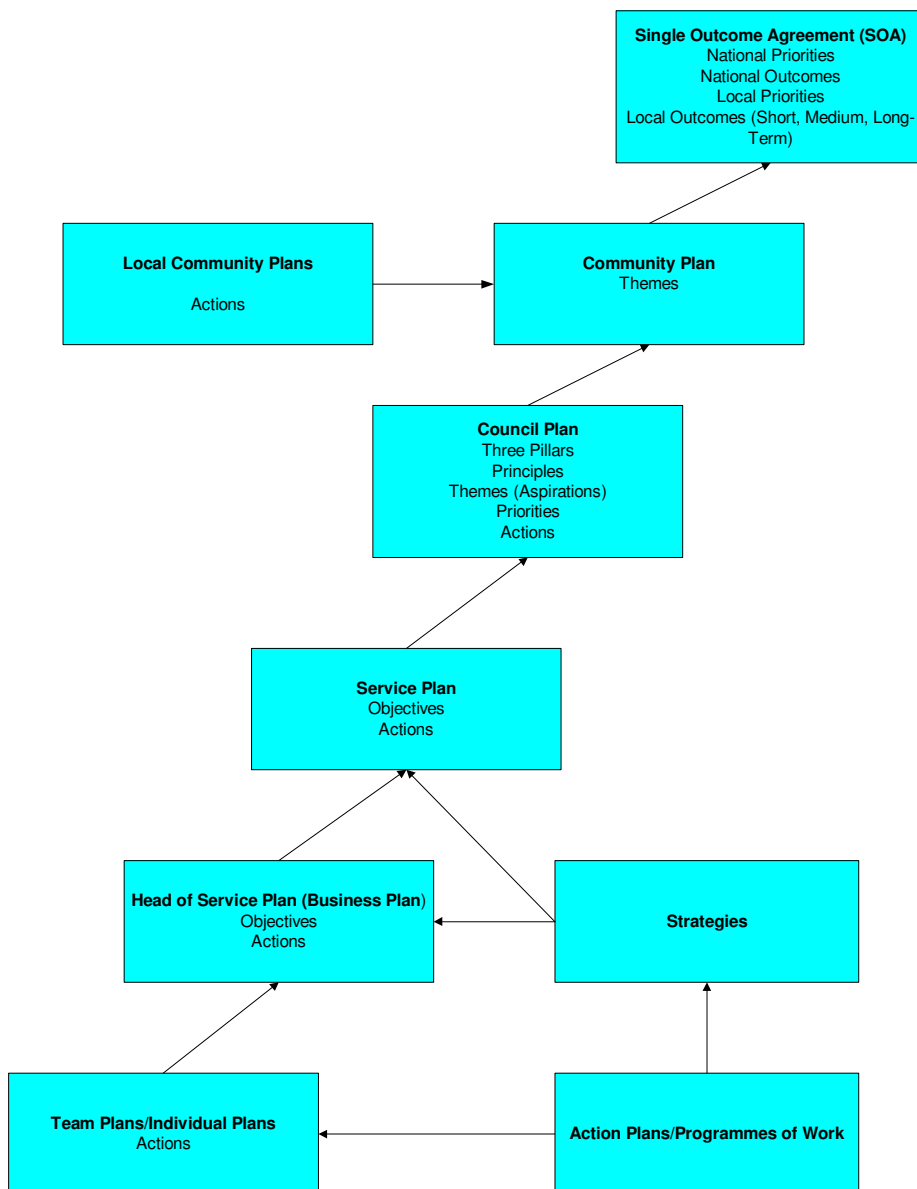 Single Outcome Agreement (SOA)
National Priorities
National Outcomes
Local Priorities
Local Outcomes (Short, Medium, Long-
Term)
Local Community Plans
Actions
Community Plan
Themes
Council Plan
Three Pillars
Principles
Themes (Aspirations)
Priorities
Actions
Service Plan
Objectives
Actions
Head of Service Plan (Business Plan)
Objectives
Actions
Strategies
Team Plans/Individual Plans
Actions
Action Plans/Programmes of Work